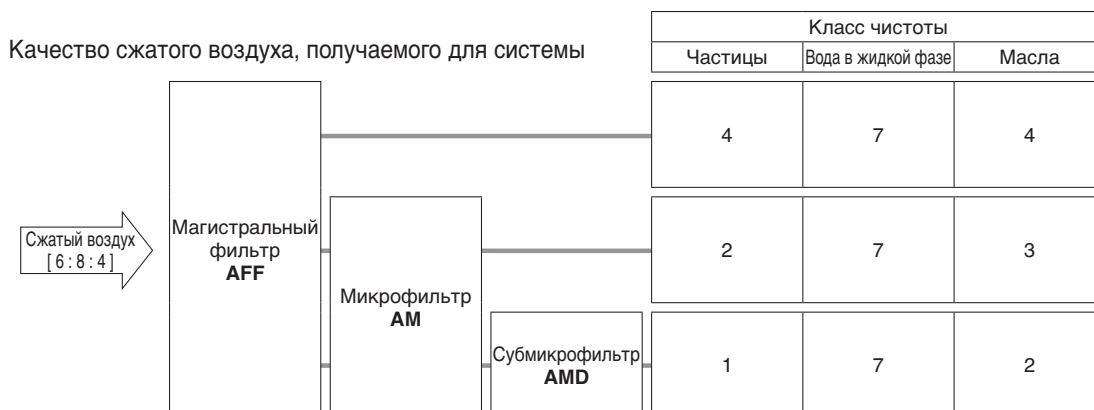 Качество сжатого воздуха, получаемого для системы
Класс чистоты
Частицы Вода в жидкой фазе Масла
4 7 4
Сжатый воздух
[ 6 : 8 : 4 ]
Магистральный
фильтр
AFF
2 7 3
Микрофильтр
AM
Субмикрофильтр
AMD
1 7 2